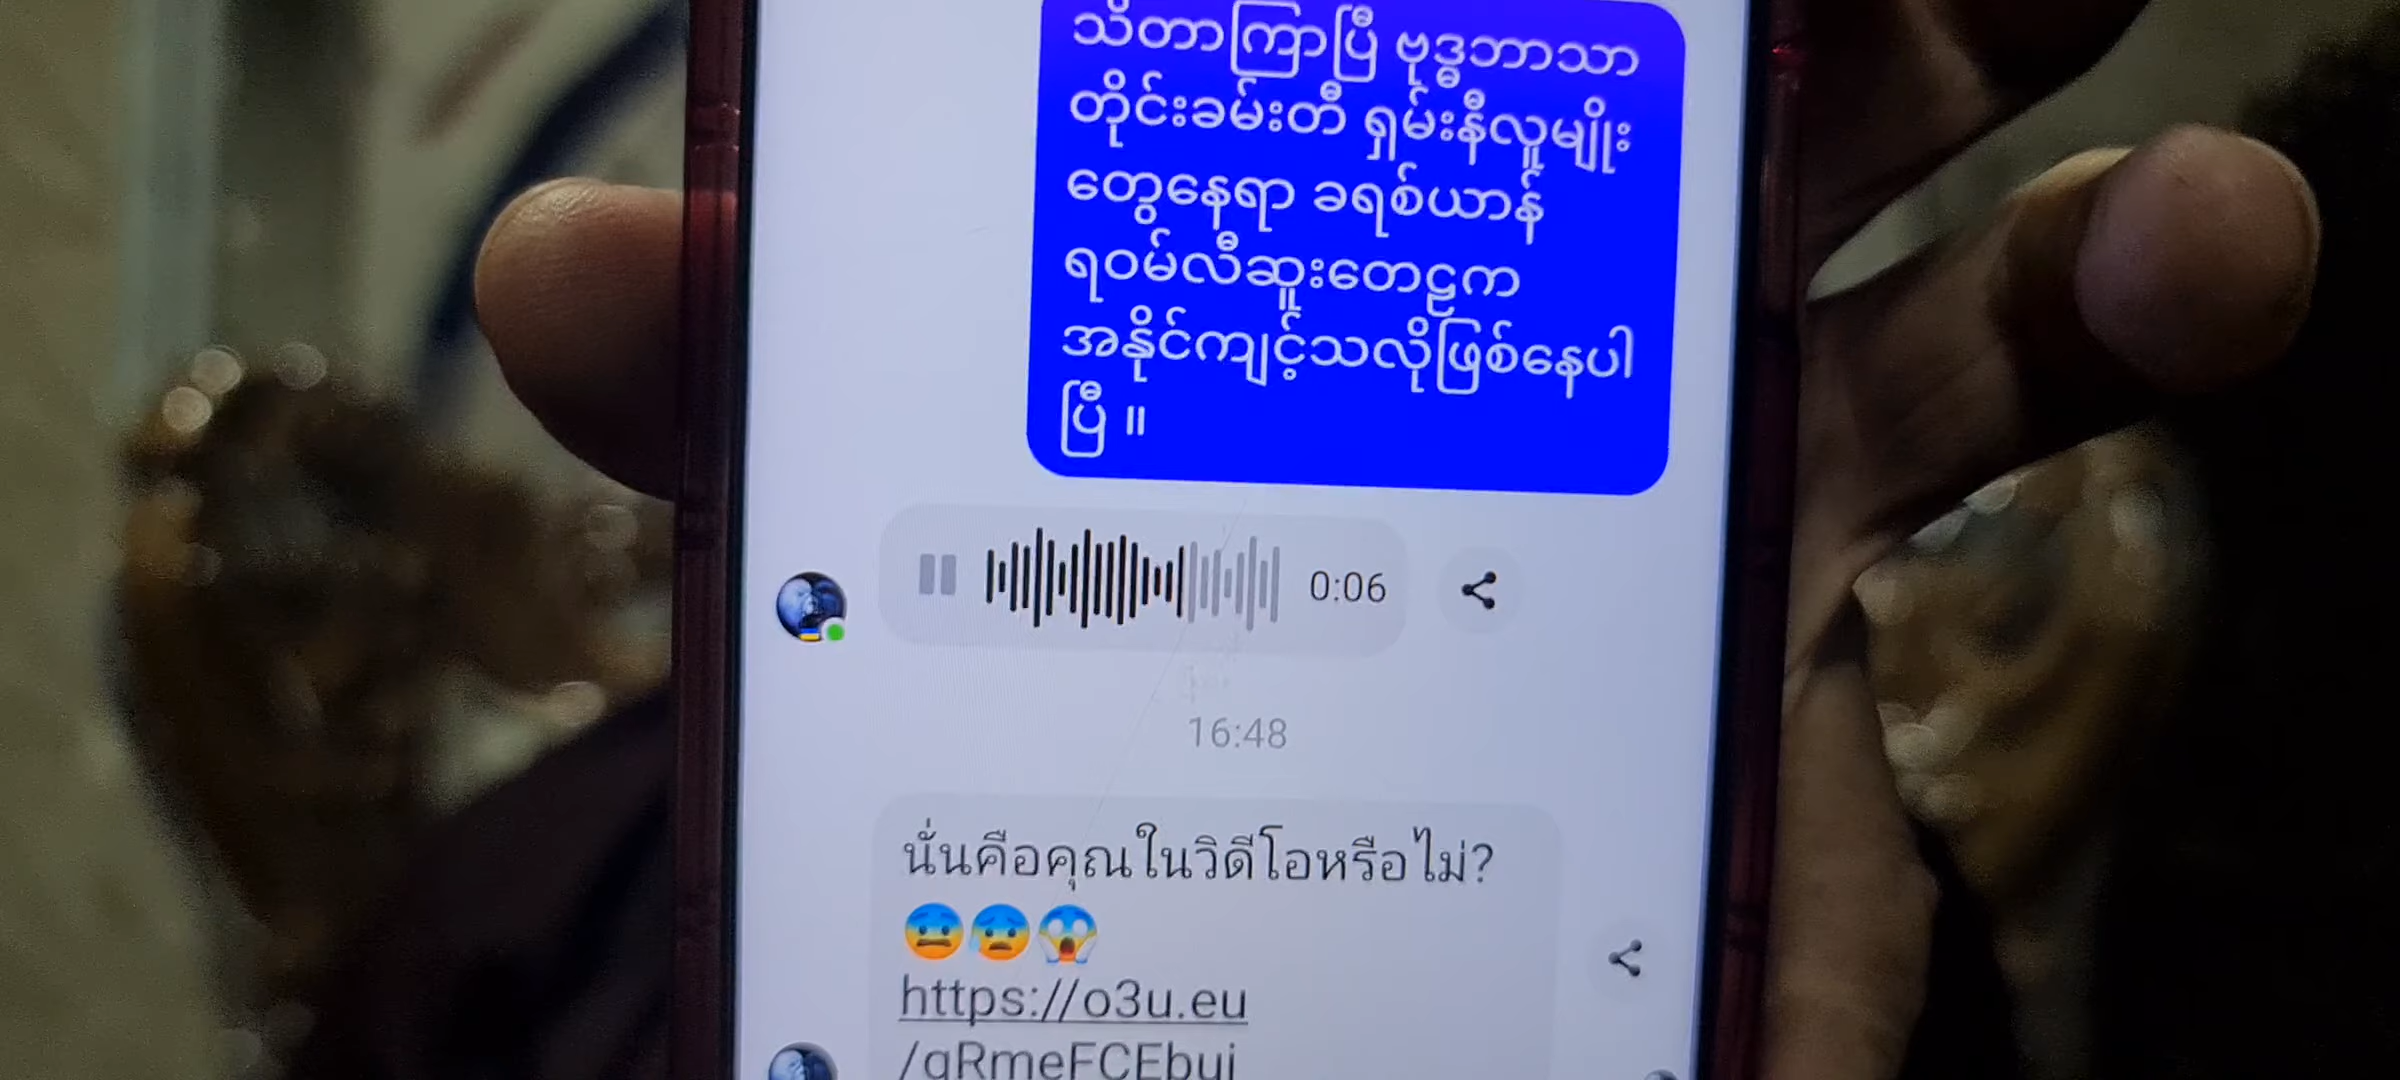 သိတာကြာပြီ ဗုဒ္ဓဘာသာ
တိုင်းခမ်းတီ ရှမ်းနီလူမျိုး
တွေနေရာ ခရစ်ယာန်
ရဝမ်လီဆူးတေဠက
အနိုင်ကျင့်သလိုဖြစ်နေပါ
ပြီ ။
0:06
16:48
นั่นคือคุณในวิดีโอหรือไม่?
😨😰😱
https://o3u.eu
/qRmeFCEbui